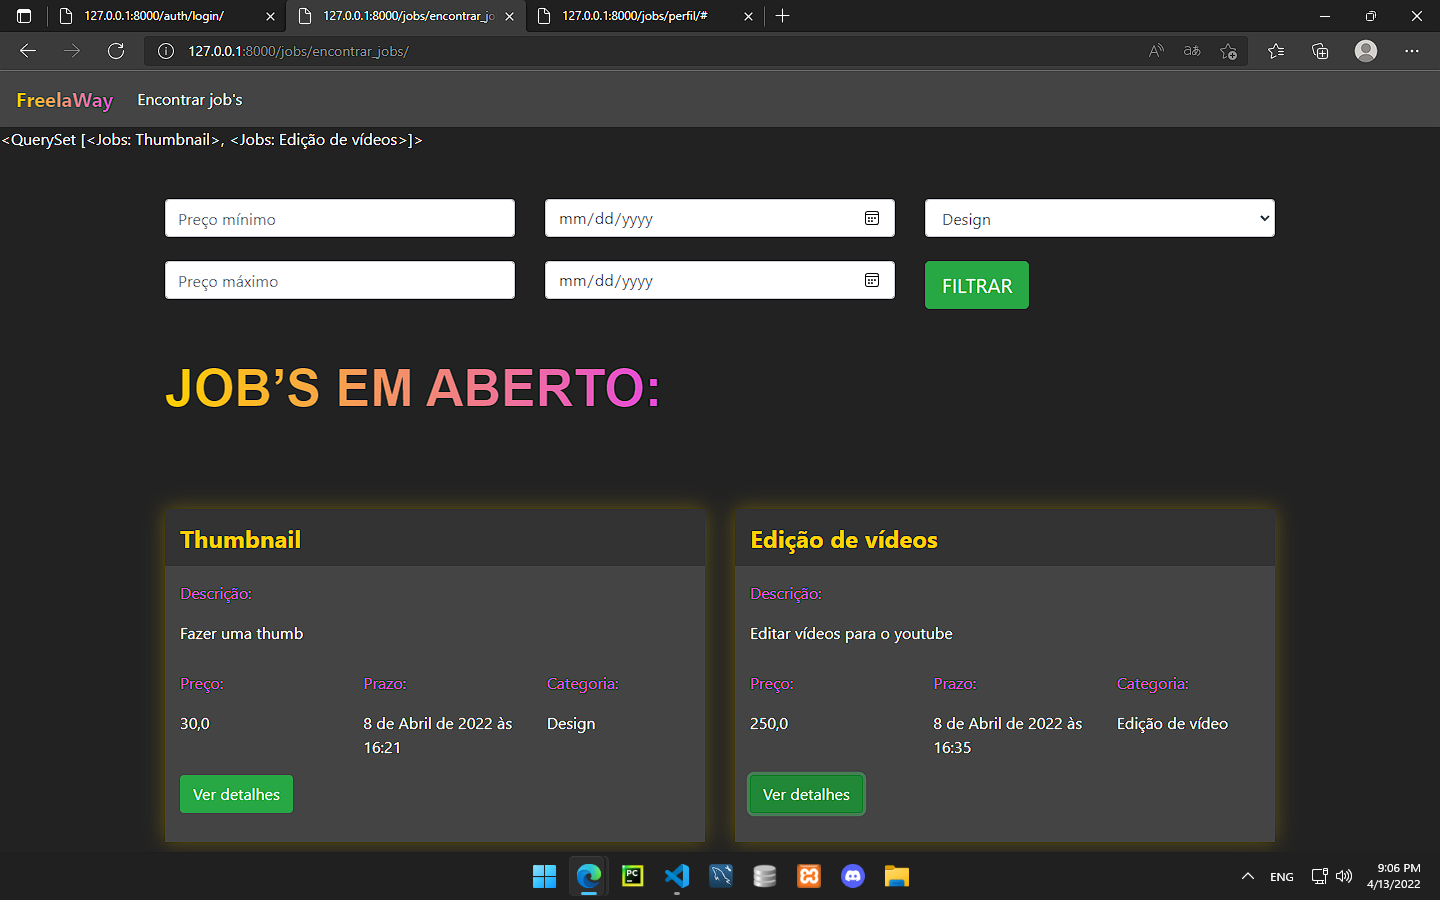 127.0.0.1:8000/auth/login/
127.0.0.1:8000/jobs/encontrar_jo
127.0.0.1:8000/jobs/perfil/#
127.0.0.1:8000/jobs/encontrar_jobs/
FreelaWay
Encontrar job's
<QuerySet [<Jobs: Thumbnail>, <Jobs: Edição de vídeos>]>
Preço mínimo
mm/dd/yyyy
Design
Preço máximo
mm/dd/yyyy
FILTRAR
JOB’S EM ABERTO:
Thumbnail
Descrição:
Fazer uma thumb
Preço:
Prazo:
Categoria:
30,0
8 de Abril de 2022 às
16:21
Design
Ver detalhes
Edição de vídeos
Descrição:
Editar vídeos para o youtube
Preço:
Prazo:
Categoria:
250,0
8 de Abril de 2022 às
16:35
Edição de vídeo
Ver detalhes
ENG
9:06 PM
4/13/2022